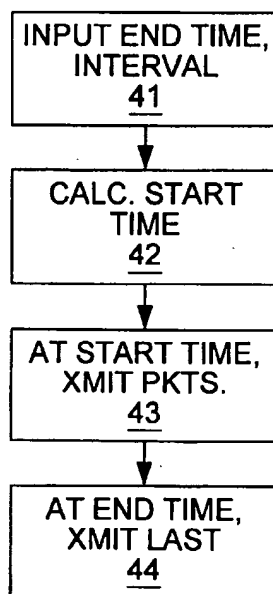 INPUT END TIME,
INTERVAL
41
CALC. START
TIME
42
AT START TIME,
XMIT PKTS.
43
AT END TIME,
XMIT LAST
44